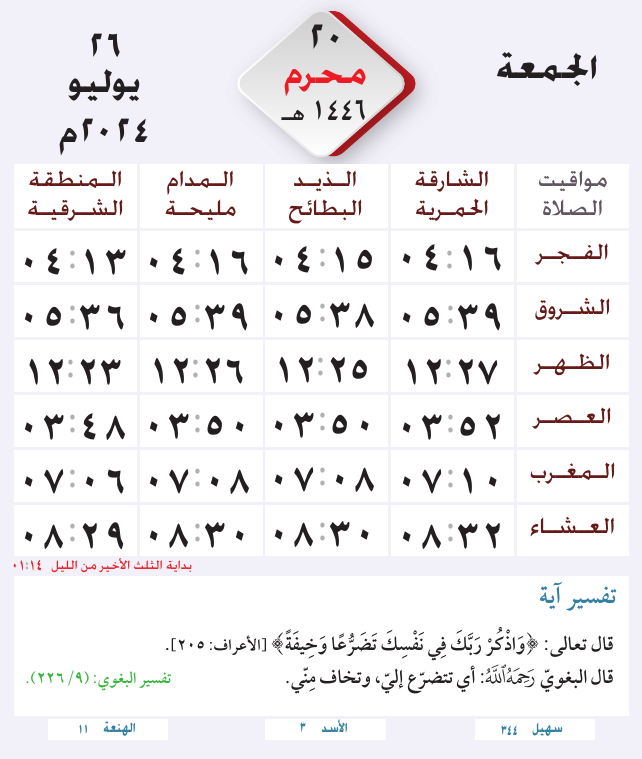 الجمعة
٢٠
محرم
١٤٤٦ هـ
٢٦
يوليو
٢٠٢٤م
مواقيت الصلاة | الشارقة الحمرية | الذيد البطائح | المدام مليحة | المنطقة الشرقية
الفجر ٠٤:١٦ ٠٤:١٥ ٠٤:١٦ ٠٤:١٣
الشروق ٠٥:٣٩ ٠٥:٣٨ ٠٥:٣٩ ٠٥:٣٦
الظهر ١٢:٢٧ ١٢:٢٥ ١٢:٢٦ ١٢:٢٣
العصر ٠٣:٥٢ ٠٣:٥٠ ٠٣:٥٠ ٠٣:٤٨
المغرب ٠٧:١٠ ٠٧:٠٨ ٠٧:٠٨ ٠٧:٠٦
العشاء ٠٨:٣٢ ٠٨:٣٠ ٠٨:٣٠ ٠٨:٢٩
بداية الثلث الأخير من الليل ٠١:١٤
تفسير آية
قال تعالى: ﴿وَاذْكُرْ رَبَّكَ فِي نَفْسِكَ تَضَرُّعًا وَخِيفَةً﴾ [الأعراف: ٢٠٥].
قال البغويّ رَحِمَهُ ٱللَّهُ: أي تتضرّع إليّ، وتخاف منّي. تفسير البغوي: (٩/ ٢٢٦).
سهيل ٣٤٤ الأسد ٣ الهنعة ١١